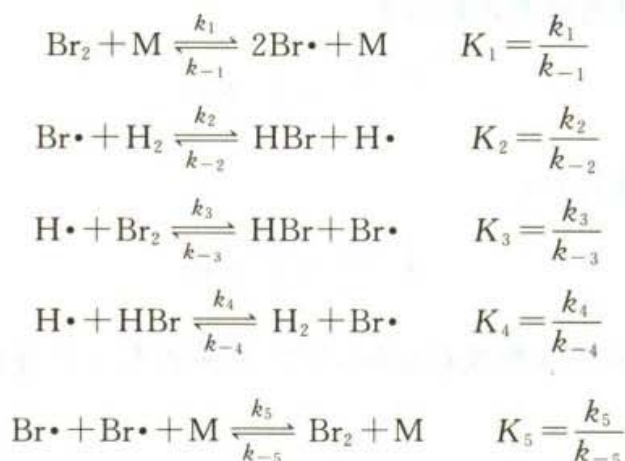 Br₂+M ⇌ 2Br•+M k₁ k₋₁ K₁=k₁/k₋₁
Br•+H₂ ⇌ HBr+H• k₂ k₋₂ K₂=k₂/k₋₂
H•+Br₂ ⇌ HBr+Br• k₃ k₋₃ K₃=k₃/k₋₃
H•+HBr ⇌ H₂+Br• k₄ k₋₄ K₄=k₄/k₋₄
Br•+Br•+M ⇌ Br₂+M k₅ k₋₅ K₅=k₅/k₋₅